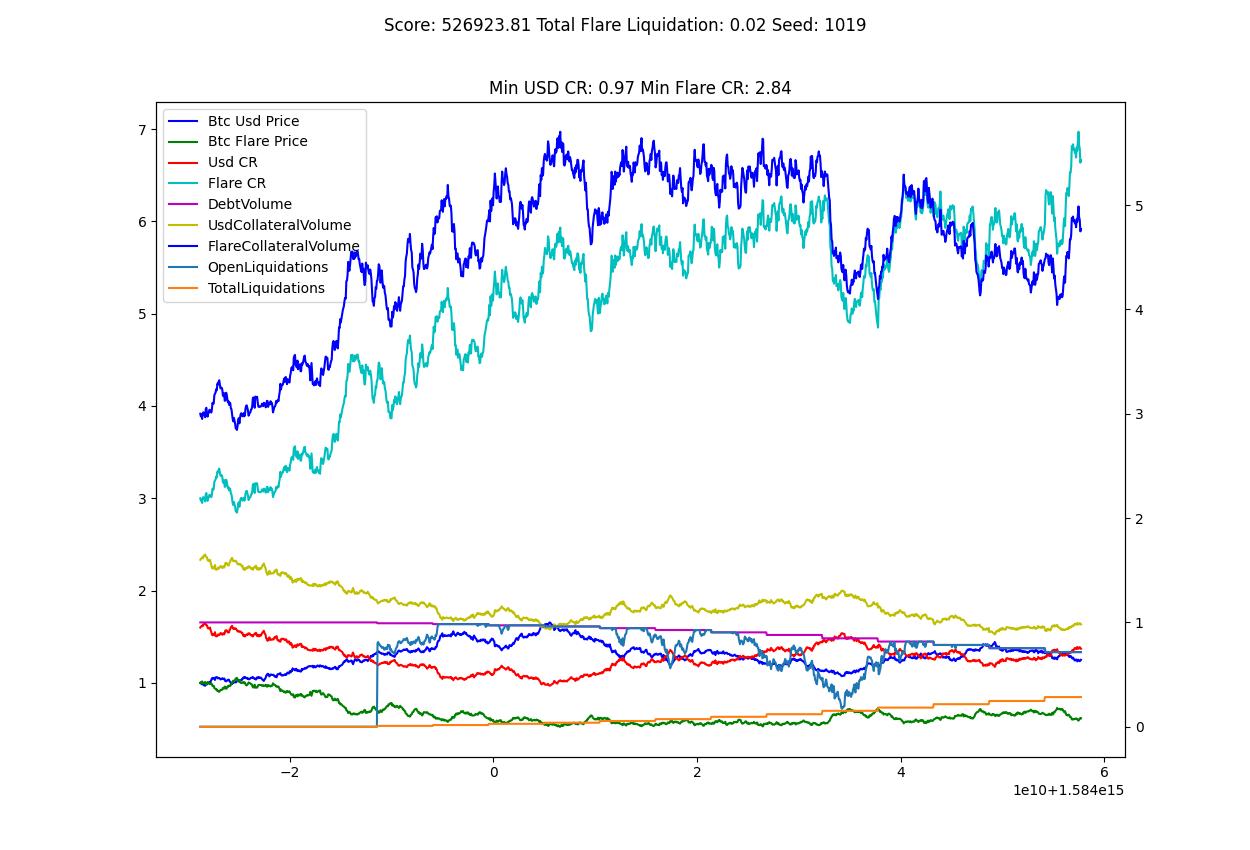 Score: 526923.81 Total Flare Liquidation: 0.02 Seed: 1019
Min USD CR: 0.97 Min Flare CR: 2.84
Btc Usd Price
Btc Flare Price
Usd CR
Flare CR
DebtVolume
UsdCollateralVolume
FlareCollateralVolume
OpenLiquidations
TotalLiquidations
7
6
5
4
3
2
1
5
4
3
2
1
0
−2
0
2
4
6
1e10+1.584e15